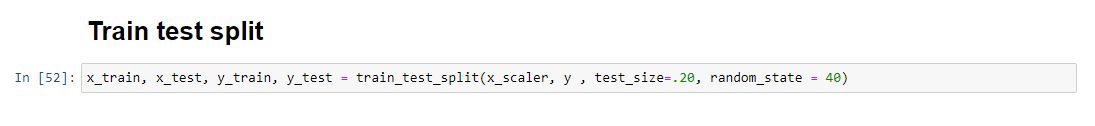 Train test split
In [52]: x_train, x_test, y_train, y_test = train_test_split(x_scaler, y , test_size=.20, random_state = 40)